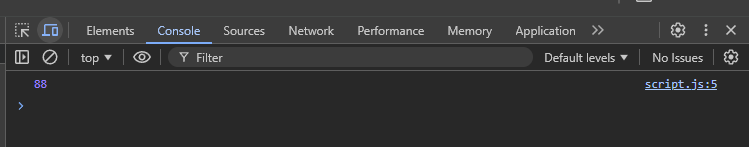 Elements Console Sources Network Performance Memory Application
top Filter Default levels No Issues
88 script.js:5